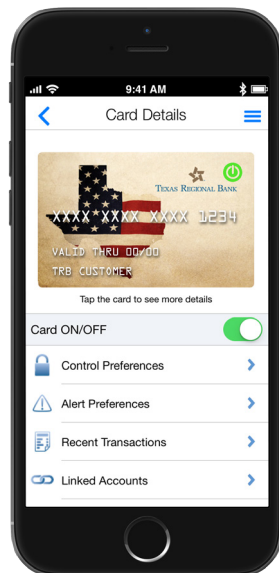 9:41 AM
Card Details
TEXAS REGIONAL BANK
XXXX XXXX XXXX 1234
VALID THRU 00/00
TRB CUSTOMER
Tap the card to see more details
Card ON/OFF
Control Preferences
Alert Preferences
Recent Transactions
Linked Accounts